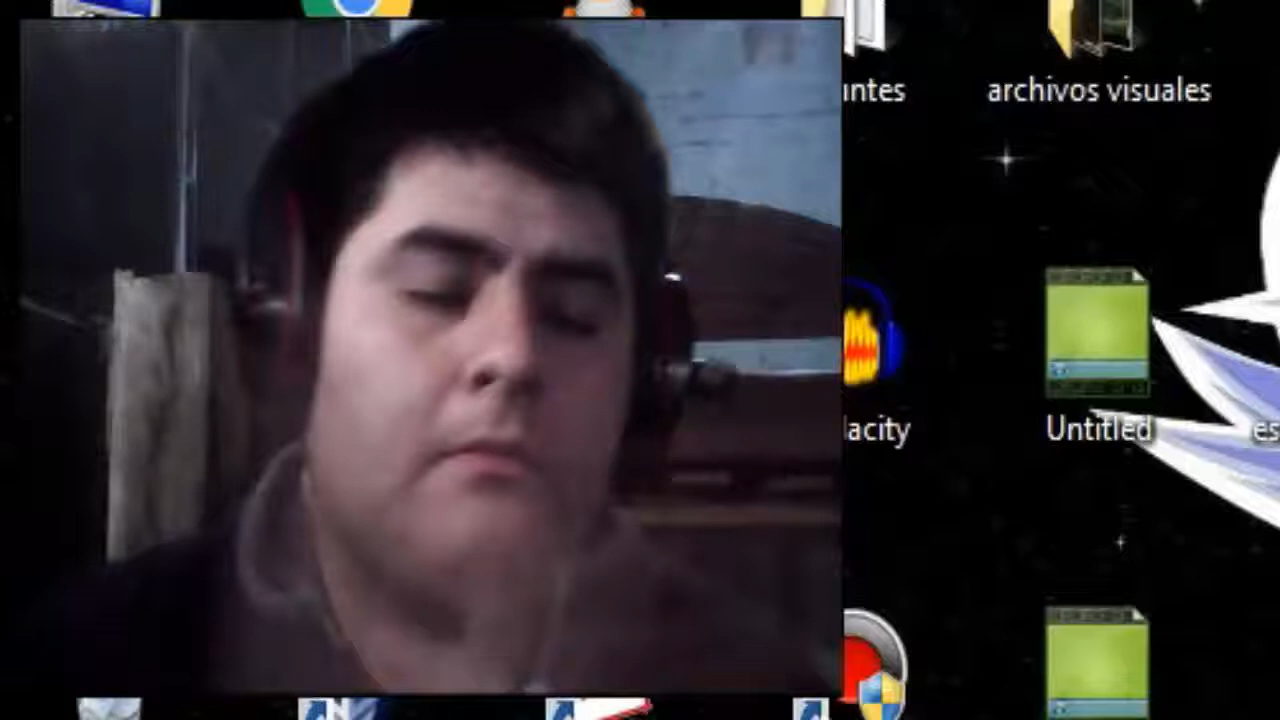 untes
archivos visuales
lacity
Untitled
es